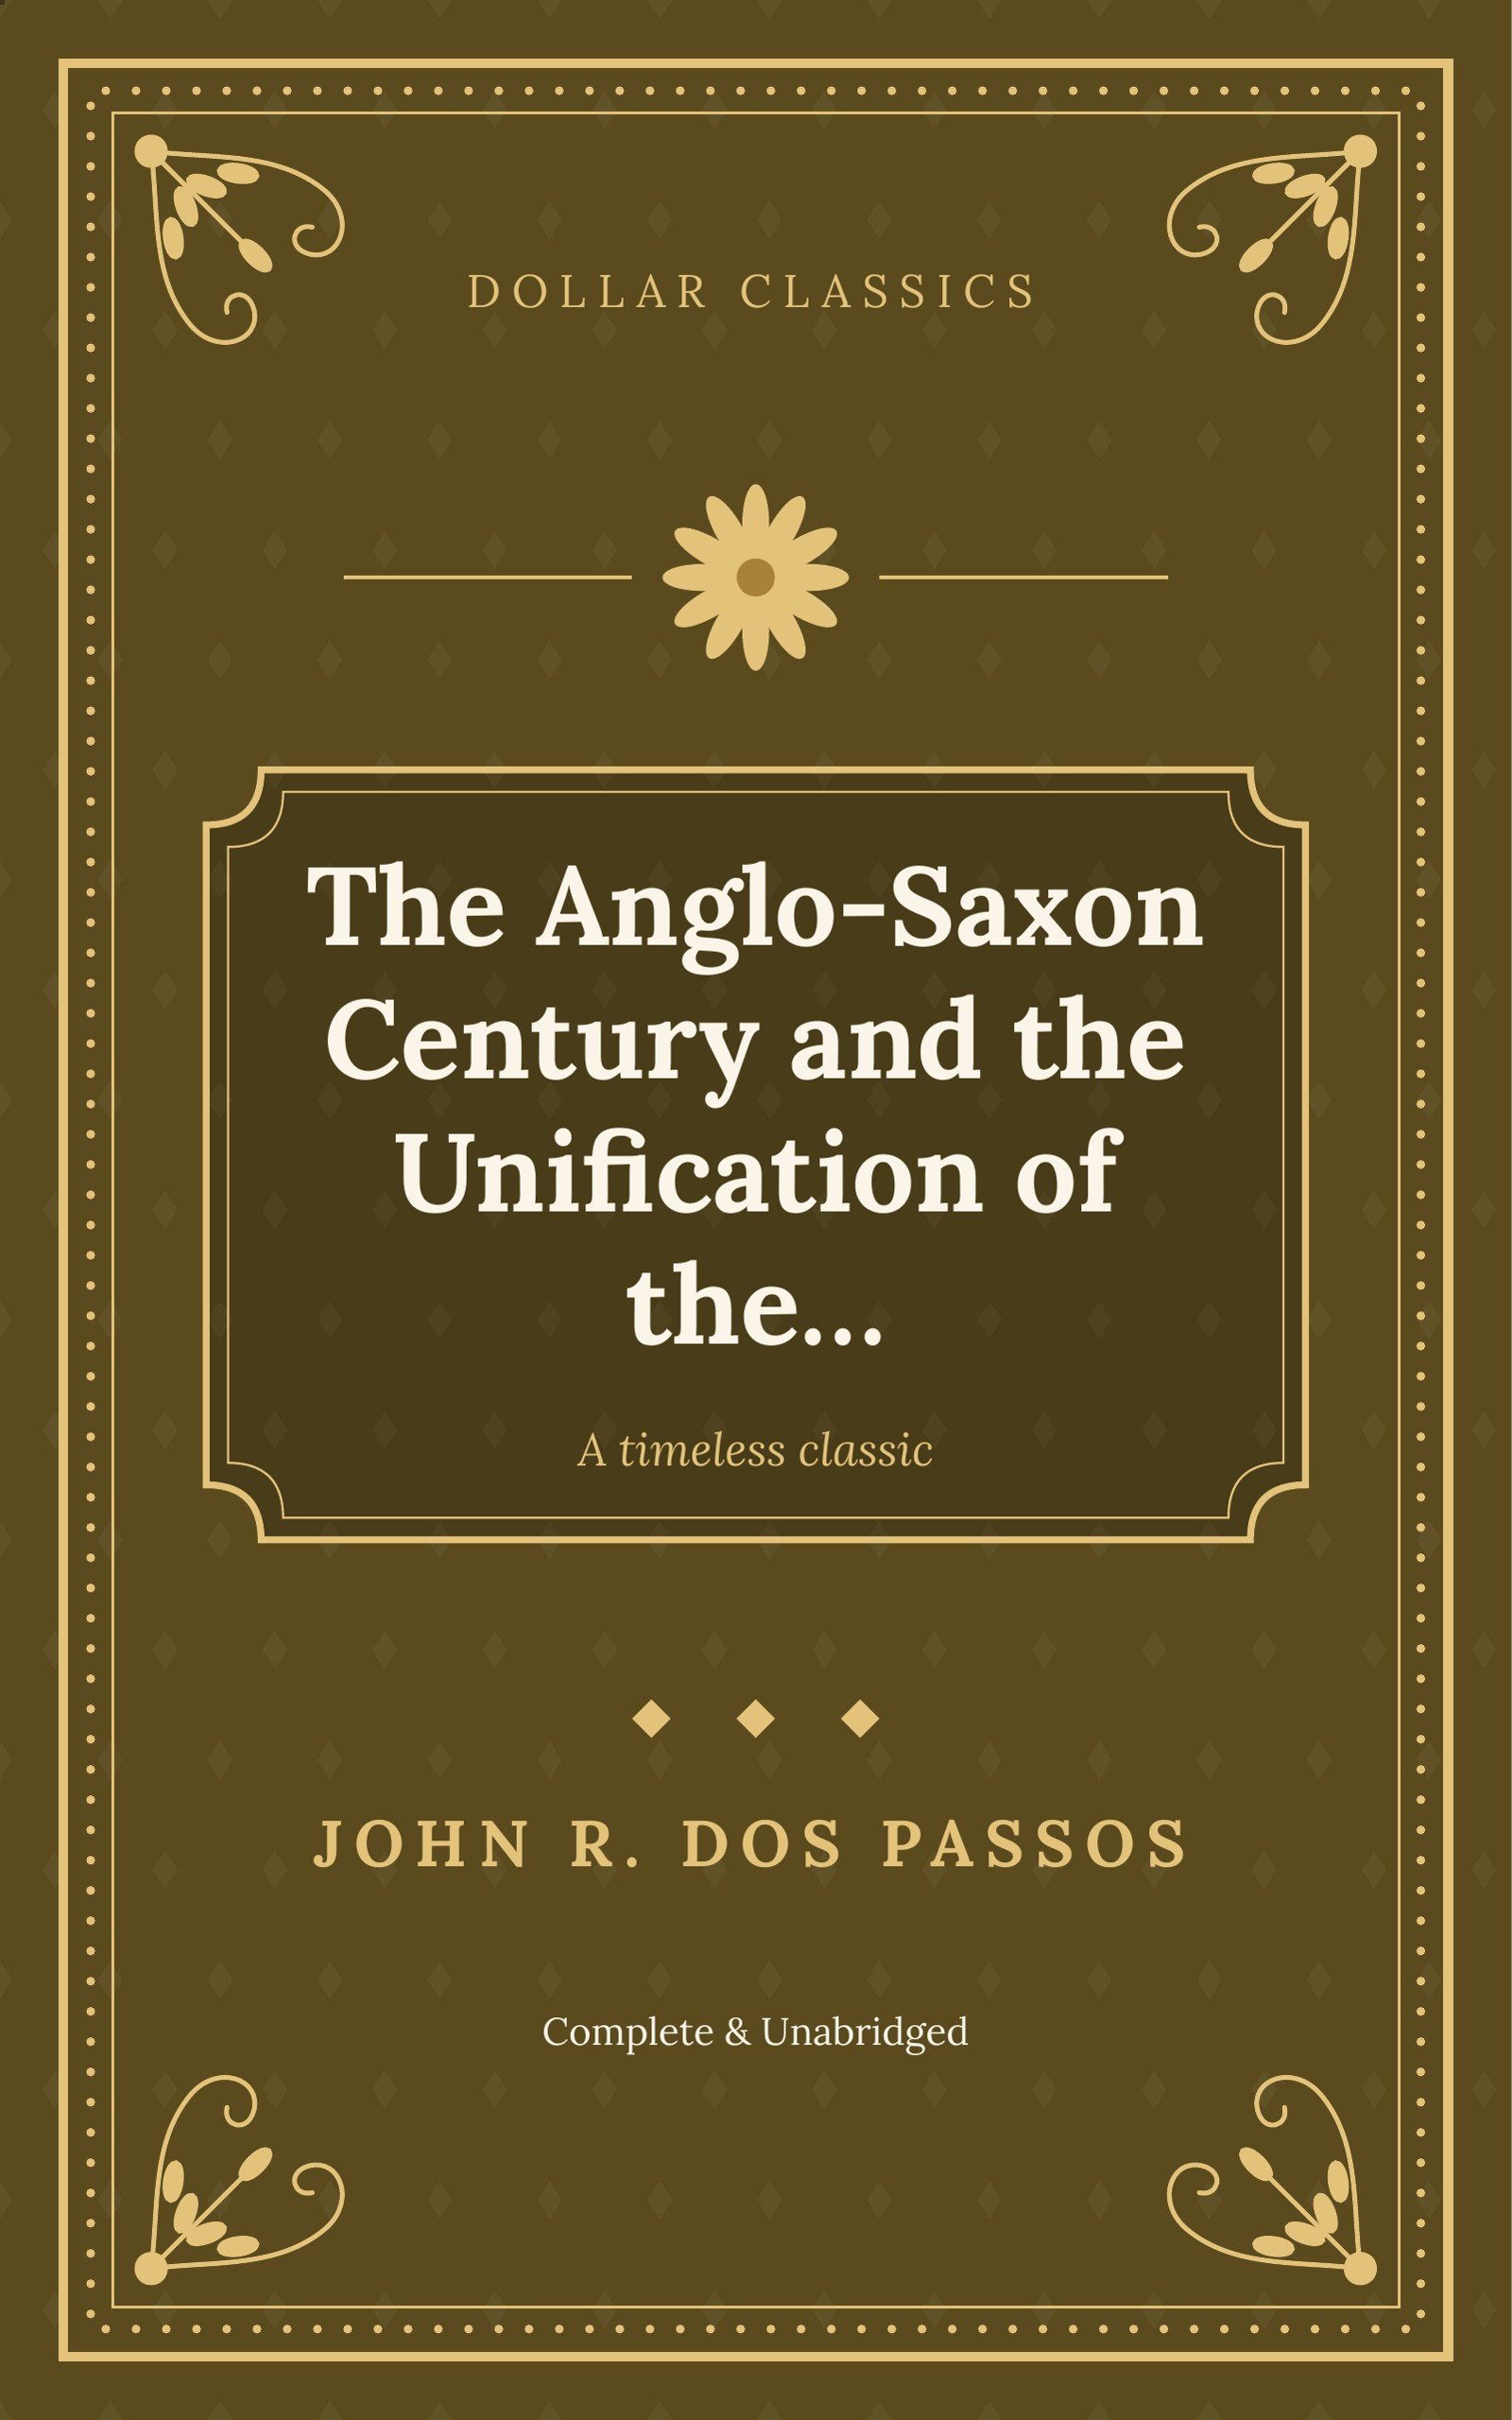 DOLLAR CLASSICS
The Anglo-Saxon
Century and the
Unification of
the...
A timeless classic
JOHN R. DOS PASSOS
Complete & Unabridged